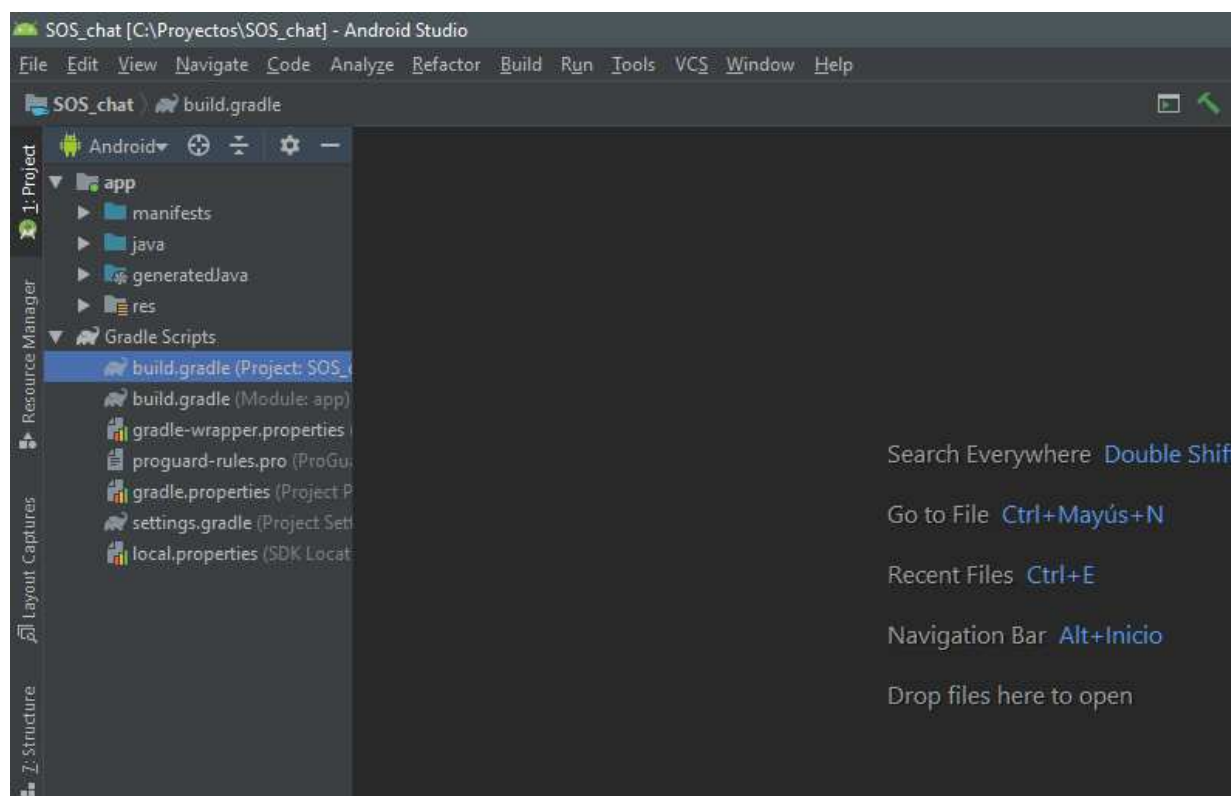 SOS_chat [C:\Proyectos\SOS_chat] - Android Studio
File Edit View Navigate Code Analyze Refactor Build Run Tools VCS Window Help
SOS_chat build.gradle
Android
1: Project
app
manifests
java
generatedJava
res
Resource Manager
Gradle Scripts
build.gradle (Project: SOS_
build.gradle (Module: app)
gradle-wrapper.properties
proguard-rules.pro (ProGu
gradle.properties (Project P
settings.gradle (Project Set
local.properties (SDK Locat
Layout Captures
7: Structure
Search Everywhere Double Shift
Go to File Ctrl+Mayús+N
Recent Files Ctrl+E
Navigation Bar Alt+Inicio
Drop files here to open